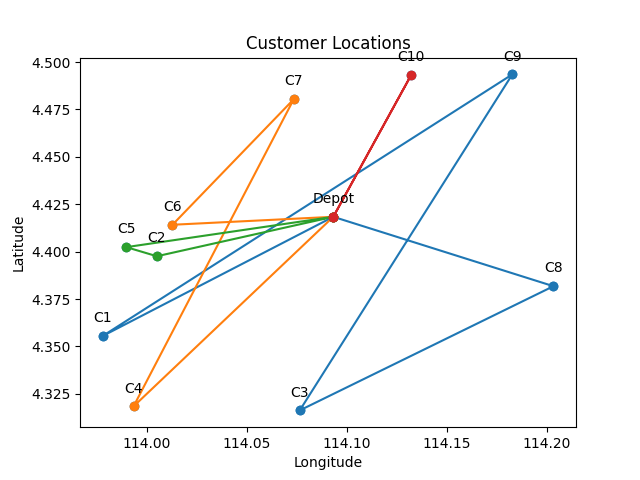 Customer Locations
4.500
4.475
4.450
4.425
4.400
4.375
4.350
4.325
Latitude
C10
C9
C7
C6
Depot
C5
C2
C8
C1
C4
C3
114.00
114.05
114.10
114.15
114.20
Longitude